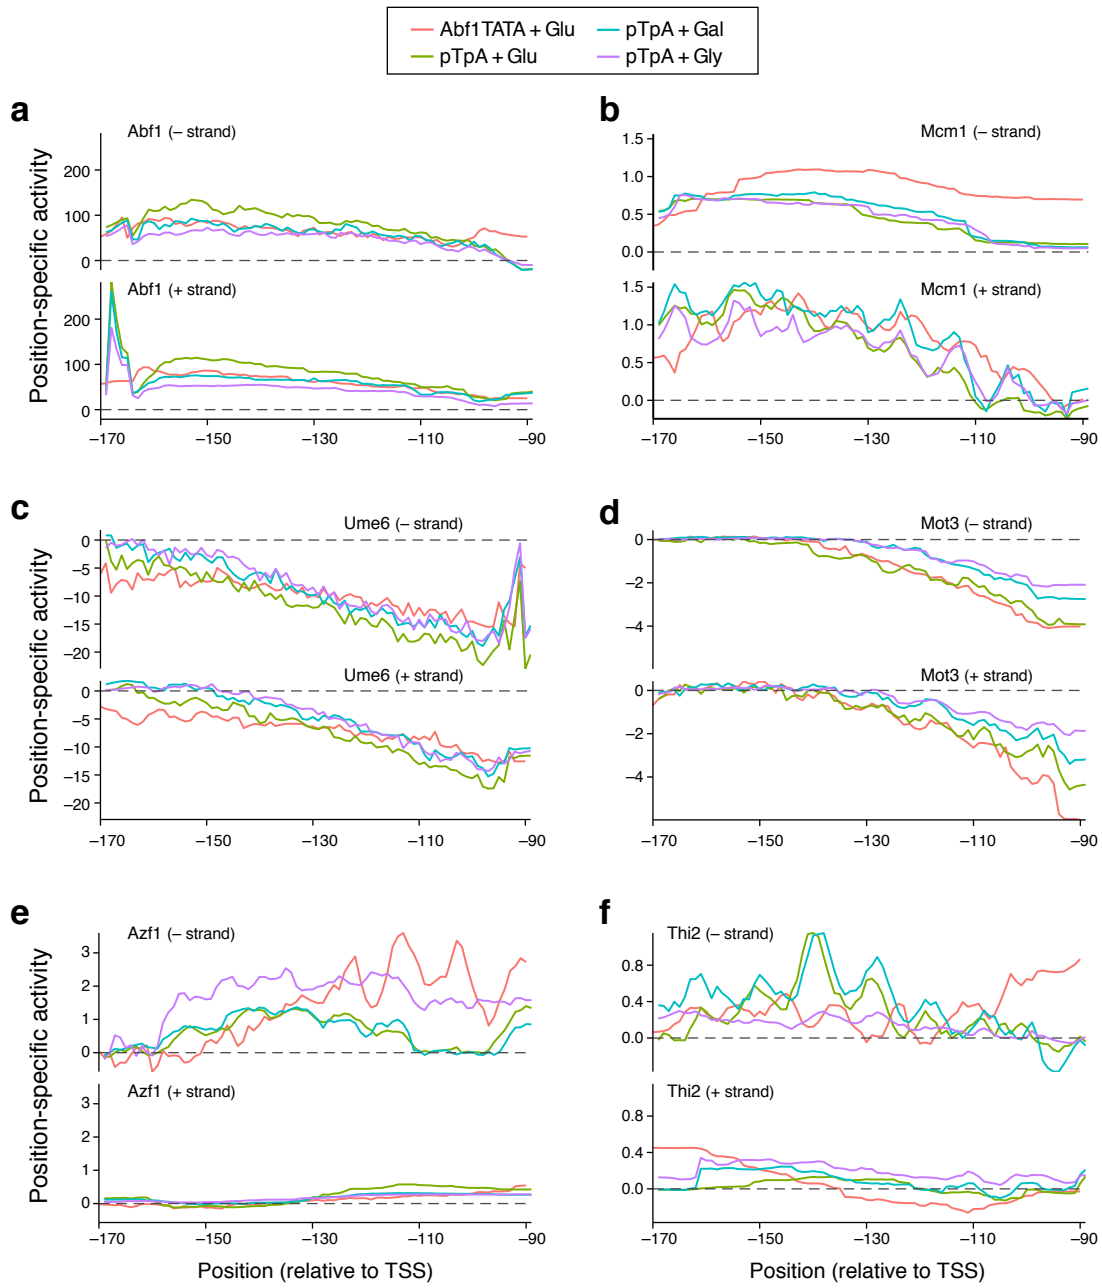 Abf1TATA + Glu
pTpA + Gal
pTpA + Glu
pTpA + Gly
a
Abf1 (– strand)
200
100
0
Abf1 (+ strand)
200
100
0
–170
–150
–130
–110
–90
Position-specific activity
b
Mcm1 (– strand)
1.5
1.0
0.5
0.0
Mcm1 (+ strand)
1.5
1.0
0.5
0.0
–170
–150
–130
–110
–90
c
Ume6 (– strand)
0
–5
–10
–15
–20
Ume6 (+ strand)
0
–5
–10
–15
–20
–170
–150
–130
–110
–90
Position-specific activity
d
Mot3 (– strand)
0
–2
–4
Mot3 (+ strand)
0
–2
–4
–170
–150
–130
–110
–90
e
Azf1 (– strand)
3
2
1
0
Azf1 (+ strand)
3
2
1
0
–170
–150
–130
–110
–90
Position-specific activity
Position (relative to TSS)
f
Thi2 (– strand)
0.8
0.4
0.0
Thi2 (+ strand)
0.8
0.4
0.0
–170
–150
–130
–110
–90
Position (relative to TSS)